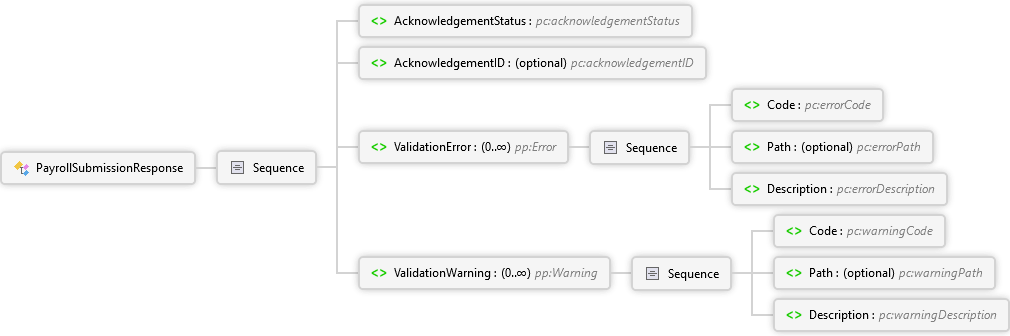 AcknowledgementStatus : pc:acknowledgementStatus
AcknowledgementID : (optional) pc:acknowledgementID
Code : pc:errorCode
ValidationError : (0..∞) pp:Error
Sequence
Path : (optional) pc:errorPath
PayrollSubmissionResponse
Sequence
Description : pc:errorDescription
Code : pc:warningCode
ValidationWarning : (0..∞) pp:Warning
Sequence
Path : (optional) pc:warningPath
Description : pc:warningDescription